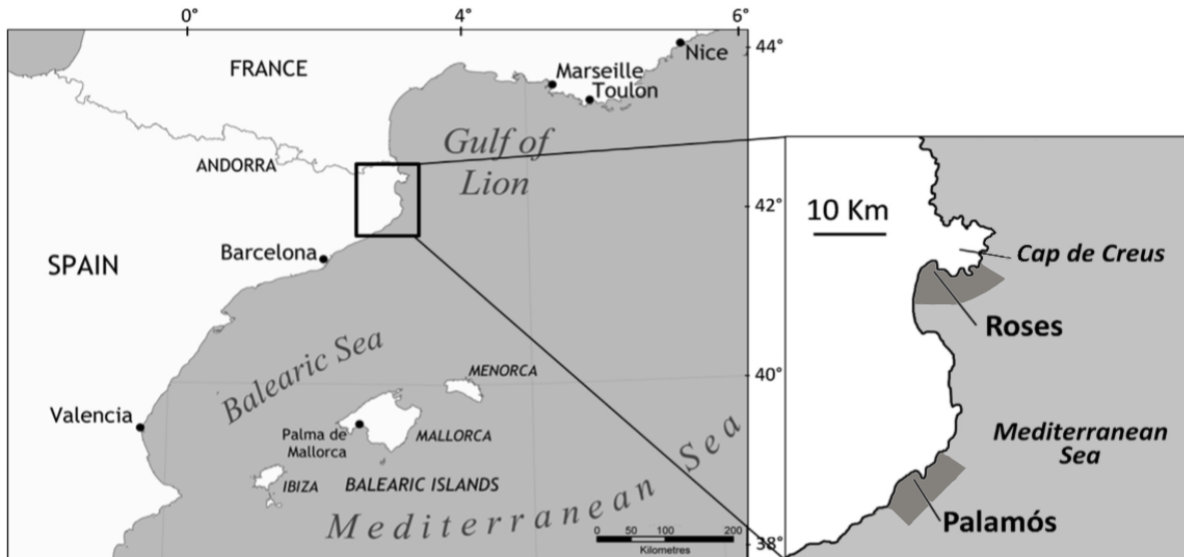 0°
4°
6°
44°
FRANCE
Marseille
Nice
Toulon
Gulf of
Lion
ANDORRA
42°
Barcelona
SPAIN
10 Km
Cap de Creus
Roses
Balearic Sea
MENORCA
40°
Valencia
Palma de
Mallorca
MALLORCA
IBIZA
BALEARIC ISLANDS
Mediterranean Sea
Mediterranean
Sea
Palamós
0 50 100 200
Kilometres
38°